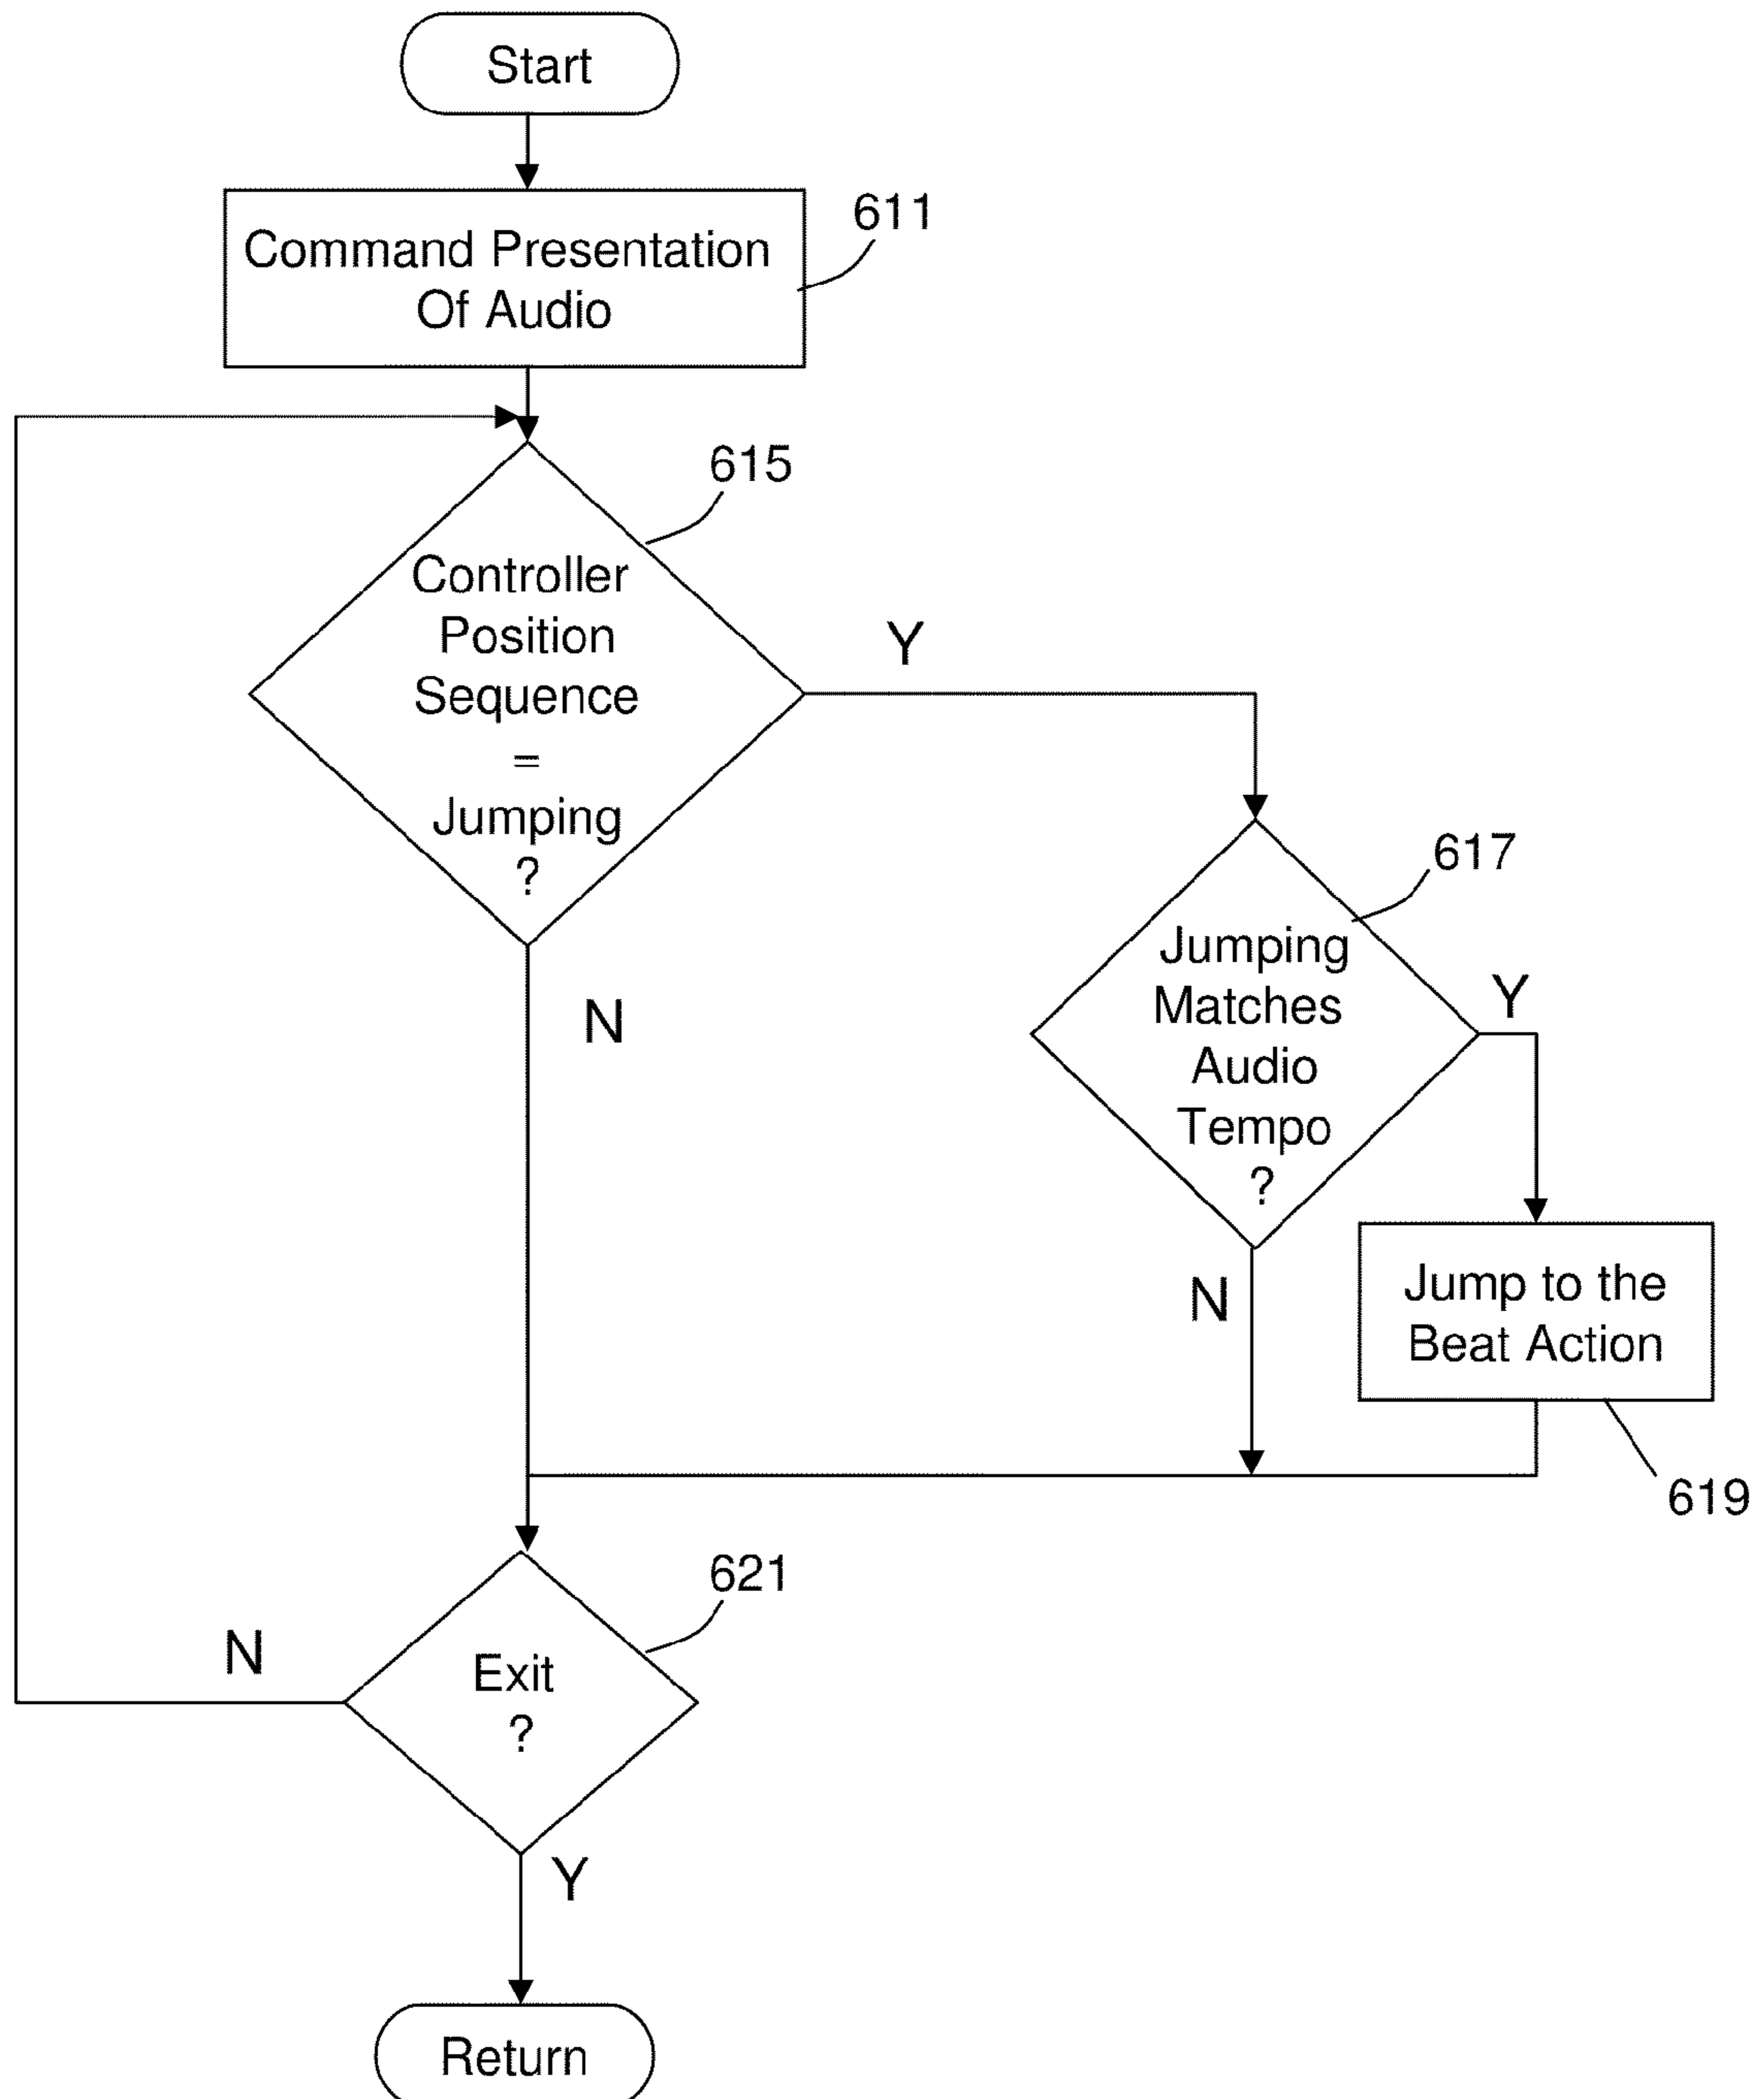 Start
Command Presentation
Of Audio
611
615
Controller
Position
Sequence
=
Jumping
?
Y
N
617
Jumping
Matches
Audio
Tempo
?
Y
N
Jump to the
Beat Action
619
621
Exit
?
N
Y
Return